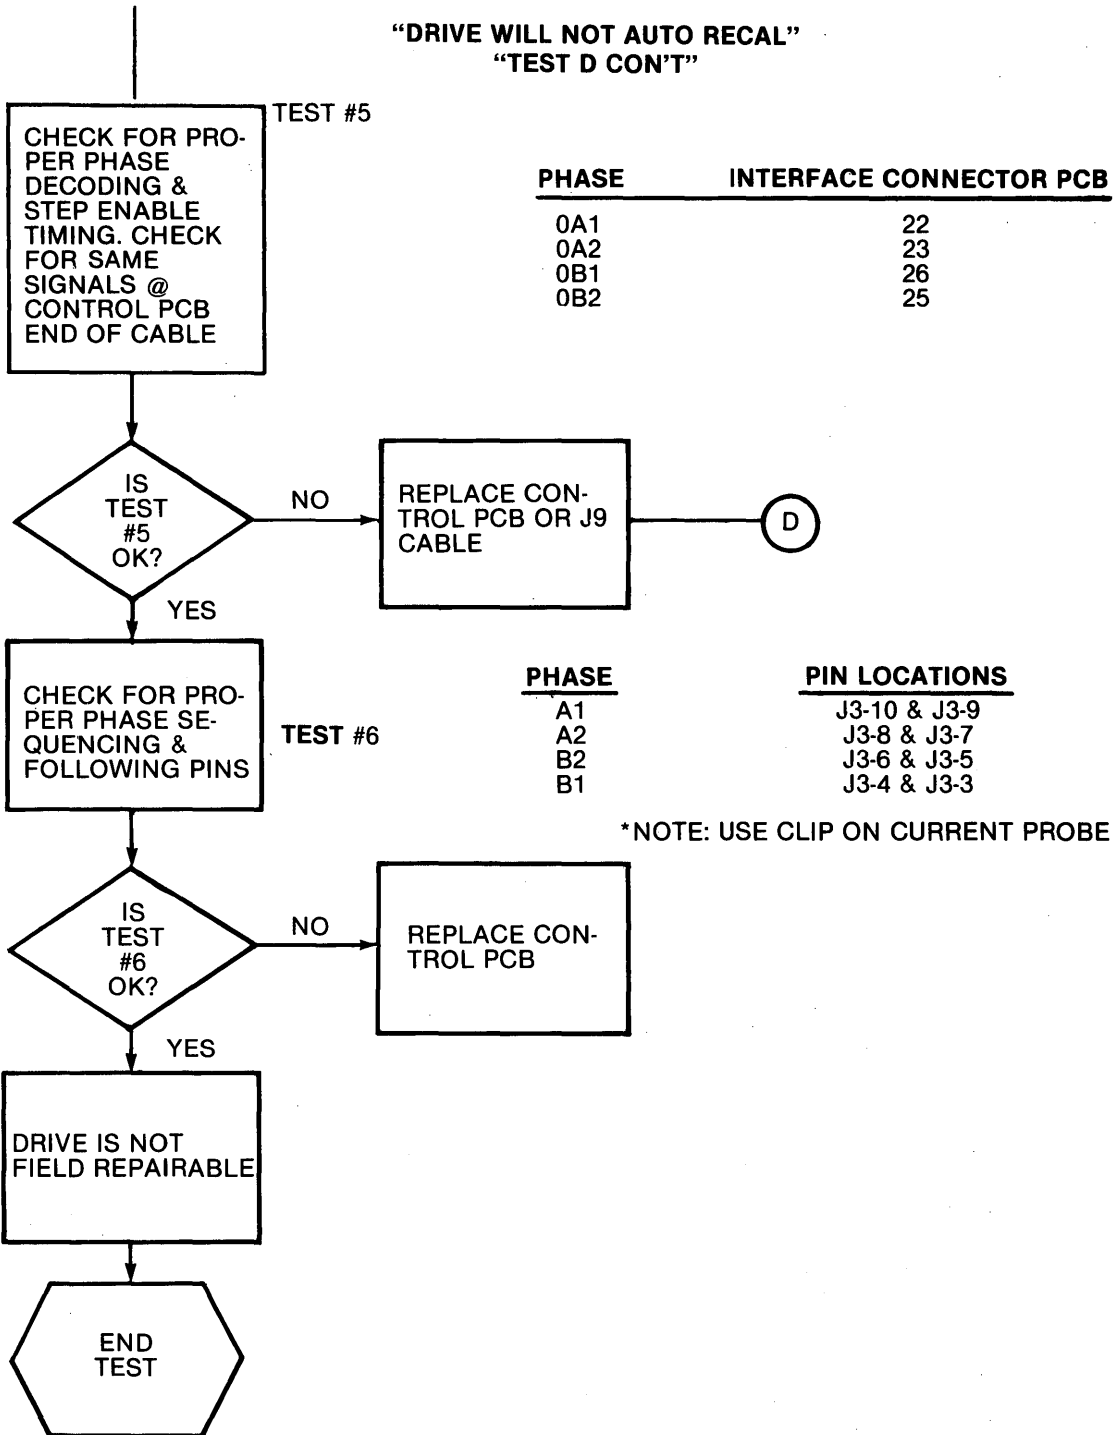 “DRIVE WILL NOT AUTO RECAL”
“TEST D CON'T”
TEST #5
CHECK FOR PRO-
PER PHASE
DECODING &
STEP ENABLE
TIMING. CHECK
FOR SAME
SIGNALS @
CONTROL PCB
END OF CABLE
PHASE INTERFACE CONNECTOR PCB
0A1 22
0A2 23
0B1 26
0B2 25
IS
TEST
#5
OK?
NO
REPLACE CON-
TROL PCB OR J9
CABLE
D
YES
CHECK FOR PRO-
PER PHASE SE-
QUENCING &
FOLLOWING PINS
TEST #6
PHASE PIN LOCATIONS
A1 J3-10 & J3-9
A2 J3-8 & J3-7
B2 J3-6 & J3-5
B1 J3-4 & J3-3
*NOTE: USE CLIP ON CURRENT PROBE
IS
TEST
#6
OK?
NO
REPLACE CON-
TROL PCB
YES
DRIVE IS NOT
FIELD REPAIRABLE
END
TEST